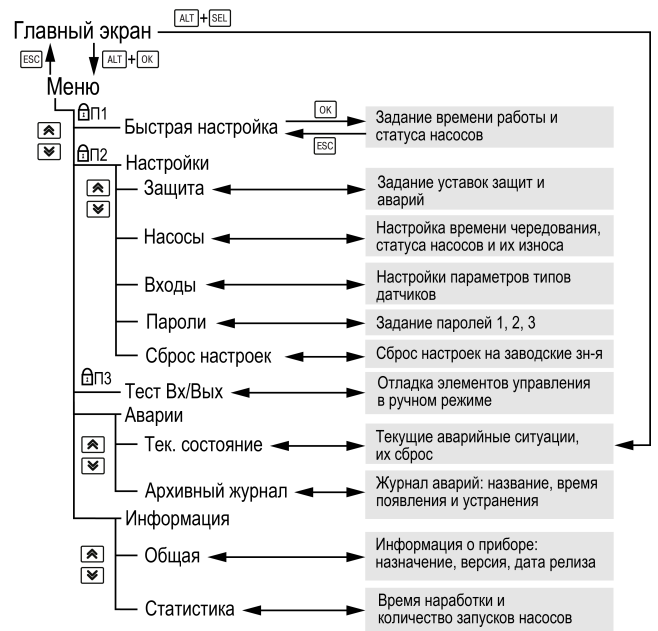 ALT + SEL
Главный экран
ESC ALT + OK
Меню
П1
OK
Быстрая настройка
ESC
Задание времени работы и
статуса насосов
П2
Настройки
Защита
Задание уставок защит и
аварий
Насосы
Настройка времени чередования,
статуса насосов и их износа
Входы
Настройки параметров типов
датчиков
Пароли
Задание паролей 1, 2, 3
Сброс настроек
Сброс настроек на заводские зн-я
П3
Тест Вх/Вых
Отладка элементов управления
в ручном режиме
Аварии
Тек. состояние
Текущие аварийные ситуации,
их сброс
Архивный журнал
Журнал аварий: название, время
появления и устранения
Информация
Общая
Информация о приборе:
назначение, версия, дата релиза
Статистика
Время наработки и
количество запусков насосов